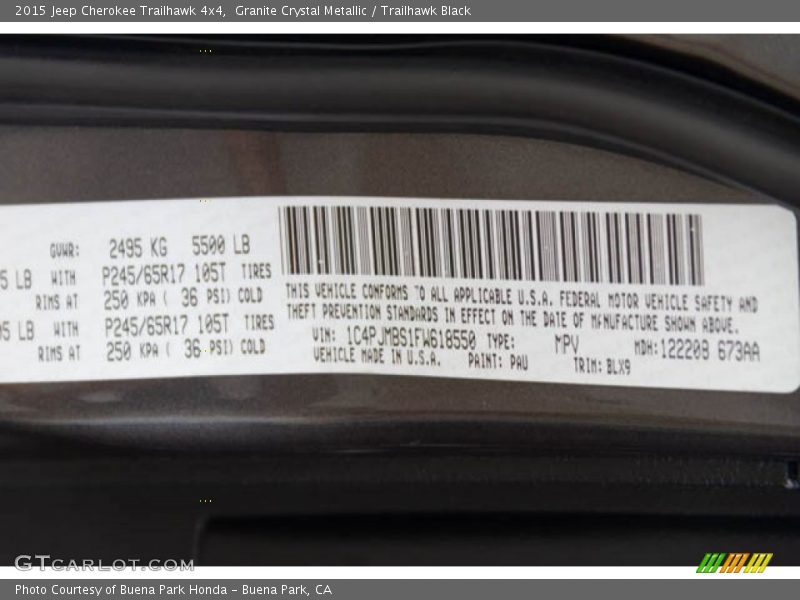 2015 Jeep Cherokee Trailhawk 4x4, Granite Crystal Metallic / Trailhawk Black
GVWR: 2495 KG 5500 LB
5 LB WITH P245/65R17 105T TIRES
RIMS AT 250 KPA ( 36 PSI) COLD
95 LB WITH P245/65R17 105T TIRES
RIMS AT 250 KPA ( 36 PSI) COLD
THIS VEHICLE CONFORMS TO ALL APPLICABLE U.S.A. FEDERAL MOTOR VEHICLE SAFETY AND
THEFT PREVENTION STANDARDS IN EFFECT ON THE DATE OF MANUFACTURE SHOWN ABOVE.
VIN: 1C4PJMBS1FW618550 TYPE: MPV MDH: 122208 673AA
VEHICLE MADE IN U.S.A. PAINT: PAU TRIM: BLX9
GTCARLOT.COM
Photo Courtesy of Buena Park Honda - Buena Park, CA